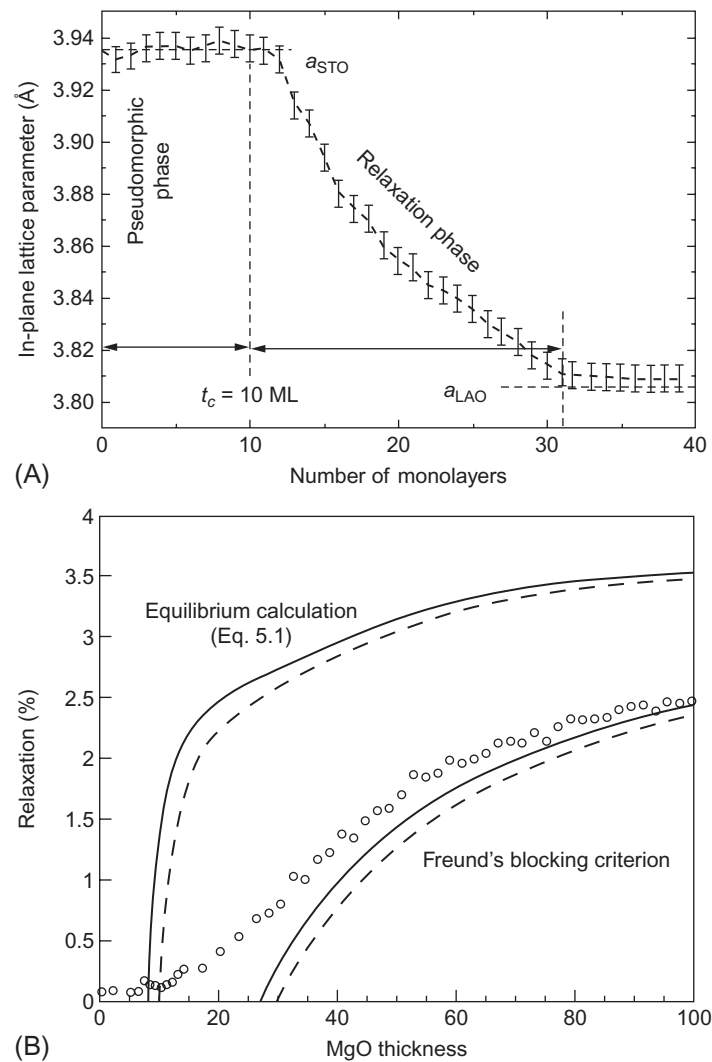 3.94
3.92
3.90
3.88
3.86
3.84
3.82
3.80
In-plane lattice parameter (Å)
Pseudomorphic
phase
aSTO
Relaxation phase
tc = 10 ML
aLAO
0
10
20
30
40
Number of monolayers
(A)
4
3.5
3
2.5
2
1.5
1
0.5
0
Relaxation (%)
Equilibrium calculation
(Eq. 5.1)
Freund's blocking criterion
0
20
40
60
80
100
MgO thickness
(B)